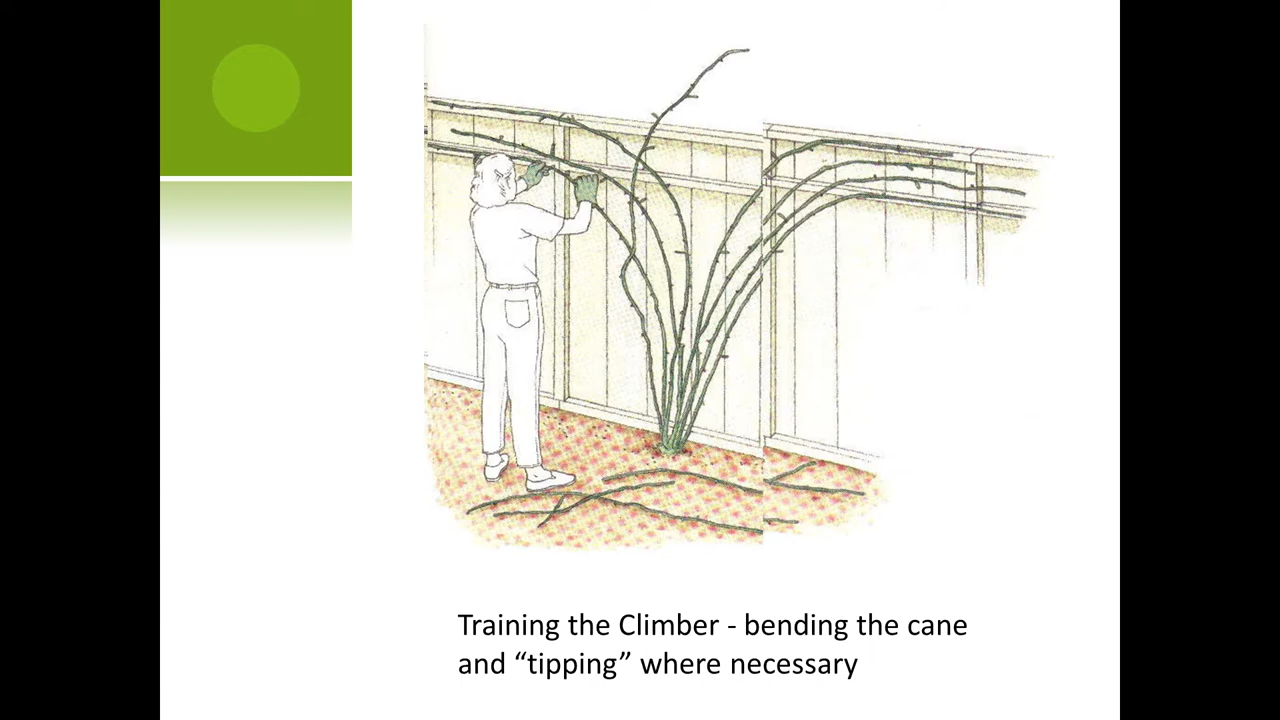 Training the Climber - bending the cane
and “tipping” where necessary